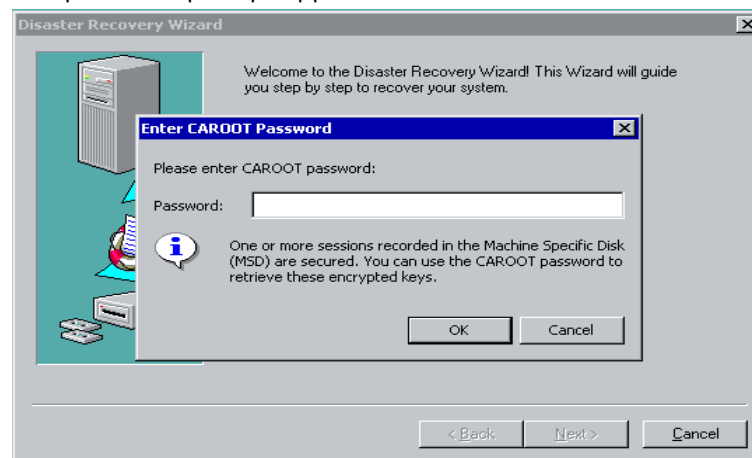 Disaster Recovery Wizard
Welcome to the Disaster Recovery Wizard! This Wizard will guide
you step by step to recover your system.
Enter CAROOT Password
Please enter CAROOT password:
Password:
One or more sessions recorded in the Machine Specific Disk
(MSD) are secured. You can use the CAROOT password to
retrieve these encrypted keys.
OK Cancel
< Back Next > Cancel